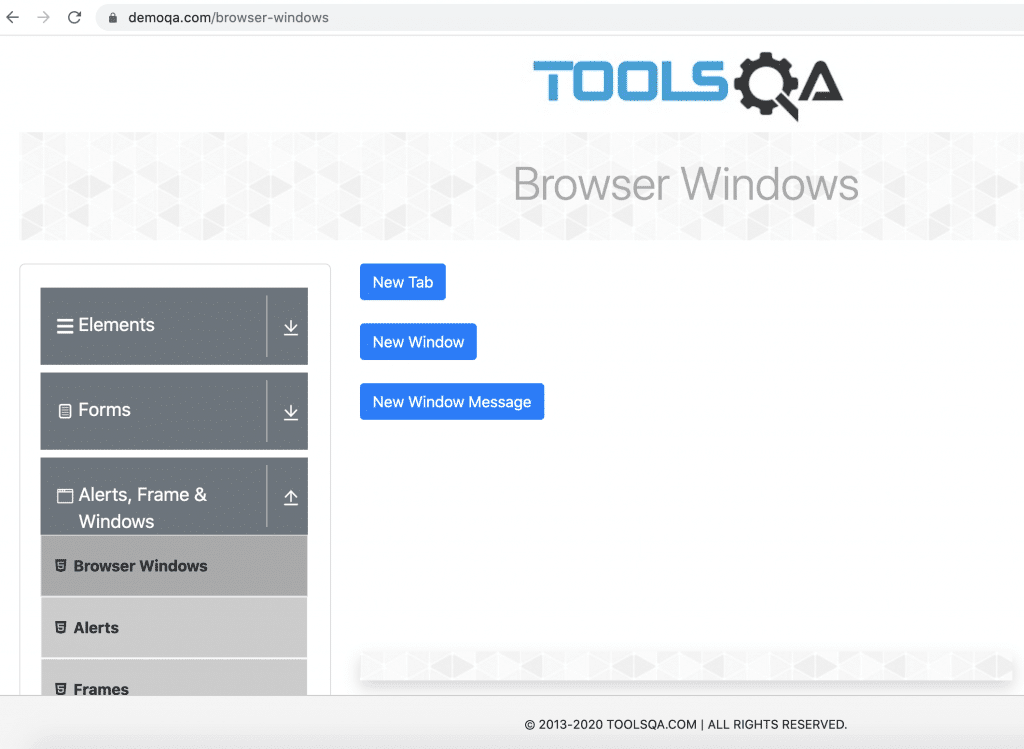 demoqa.com/browser-windows
TOOLSQA
Browser Windows
Elements
Forms
Alerts, Frame &
Windows
Browser Windows
Alerts
Frames
New Tab
New Window
New Window Message
© 2013-2020 TOOLSQA.COM | ALL RIGHTS RESERVED.